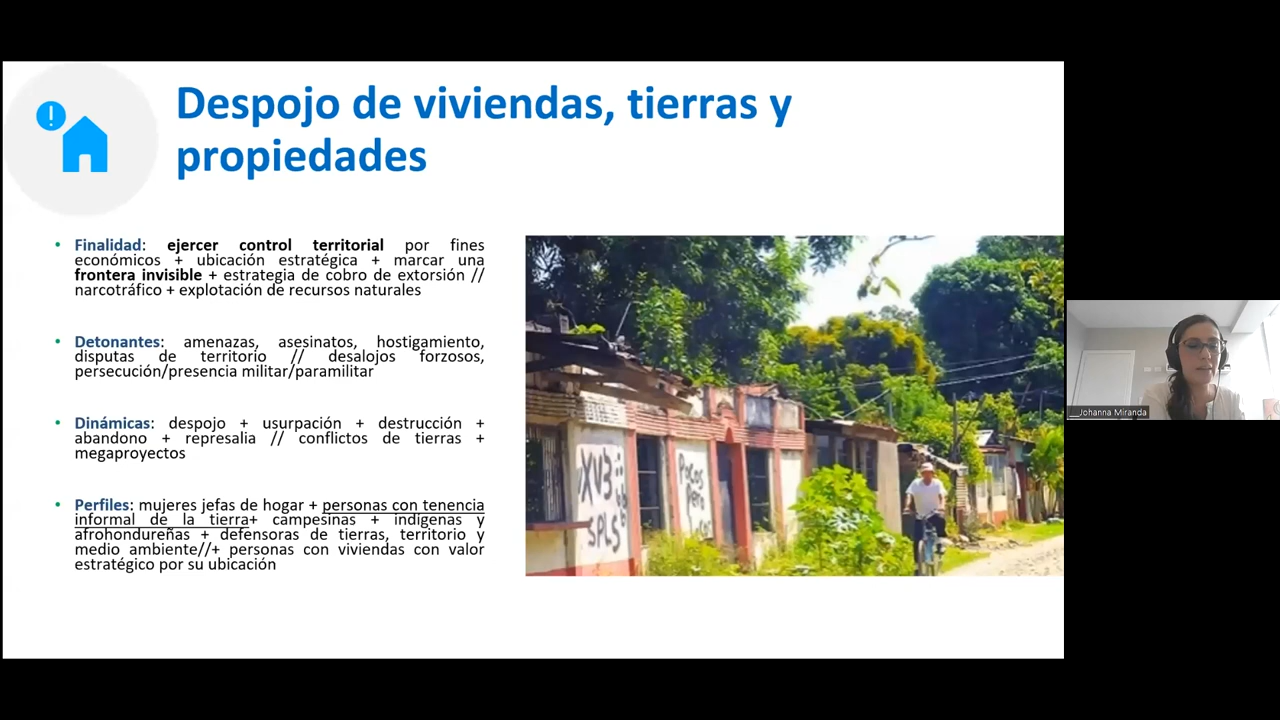 Despojo de viviendas, tierras y
propiedades
• Finalidad: ejercer control territorial por fines
económicos + ubicación estratégica + marcar una
frontera invisible + estrategia de cobro de extorsión //
narcotráfico + explotación de recursos naturales
• Detonantes: amenazas, asesinatos, hostigamiento,
disputas de territorio // desalojos forzosos,
persecución/presencia militar/paramilitar
• Dinámicas: despojo + usurpación + destrucción +
abandono + represalia // conflictos de tierras +
megaproyectos
• Perfiles: mujeres jefas de hogar + personas con tenencia
informal de la tierra+ campesinas + indígenas y
afrohondureñas + defensoras de tierras, territorio y
medio ambiente//+ personas con viviendas con valor
estratégico por su ubicación
XV3
SPLS
Pocos
Pero
__Johanna Miranda